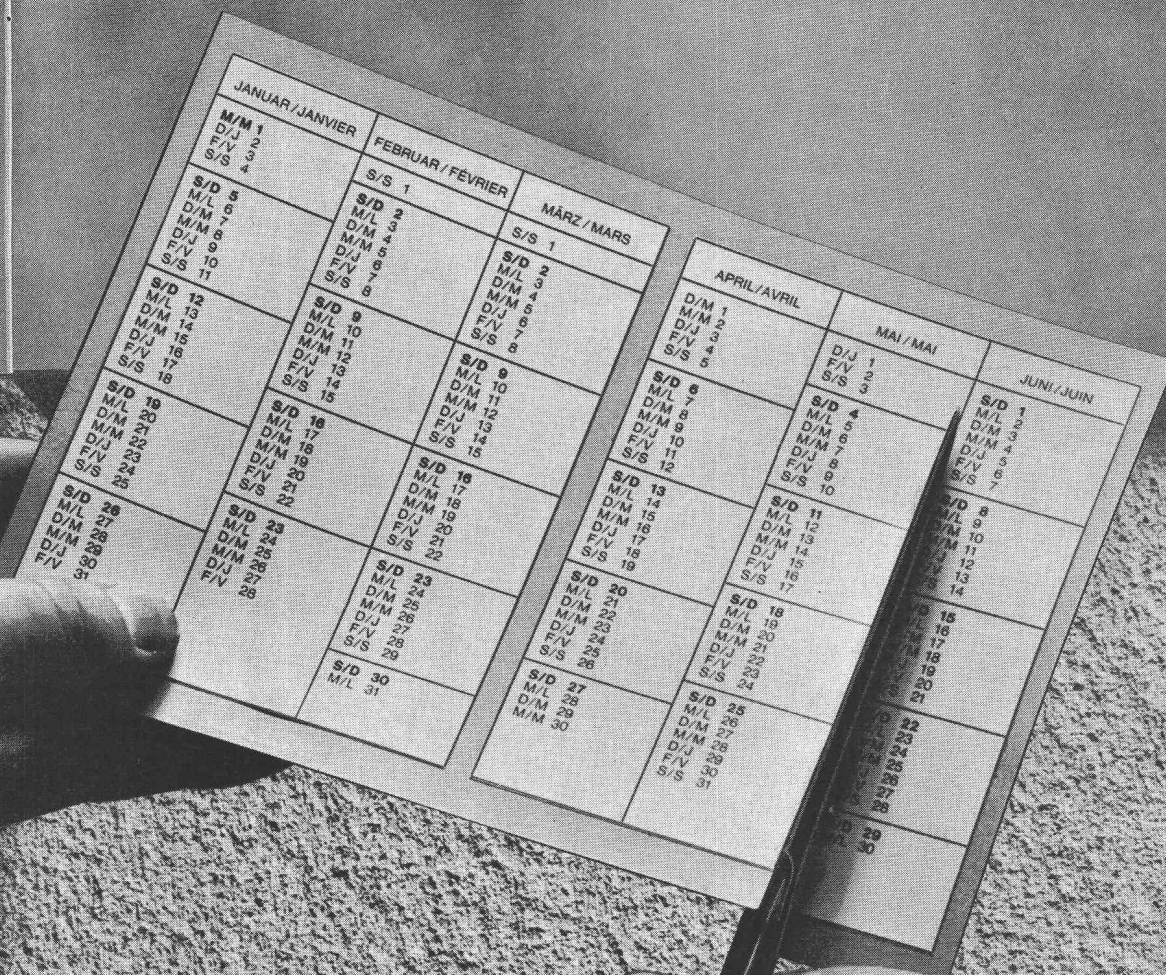 JANUAR/JANVIER
M/M 1
D/J 2
F/V 3
S/S 4
S/D 5
M/L 6
D/M 7
M/M 8
D/J 9
F/V 10
S/S 11
S/D 12
M/L 13
D/M 14
M/M 15
D/J 16
F/V 17
S/S 18
S/D 19
M/L 20
D/M 21
M/M 22
D/J 23
F/V 24
S/S 25
S/D 26
M/L 27
D/M 28
M/M 29
D/J 30
F/V 31
FEBRUAR/FÉVRIER
S/S 1
S/D 2
M/L 3
D/M 4
M/M 5
D/J 6
F/V 7
S/S 8
S/D 9
M/L 10
D/M 11
M/M 12
D/J 13
F/V 14
S/S 15
S/D 16
M/L 17
D/M 18
M/M 19
D/J 20
F/V 21
S/S 22
S/D 23
M/L 24
D/M 25
M/M 26
D/J 27
F/V 28
MÄRZ/MARS
S/S 1
S/D 2
M/L 3
D/M 4
M/M 5
D/J 6
F/V 7
S/S 8
S/D 9
M/L 10
D/M 11
M/M 12
D/J 13
F/V 14
S/S 15
S/D 16
M/L 17
D/M 18
M/M 19
D/J 20
F/V 21
S/S 22
S/D 23
M/L 24
D/M 25
M/M 26
D/J 27
F/V 28
S/S 29
S/D 30
M/L 31
APRIL/AVRIL
D/M 1
M/M 2
D/J 3
F/V 4
S/S 5
S/D 6
M/L 7
D/M 8
M/M 9
D/J 10
F/V 11
S/S 12
S/D 13
M/L 14
D/M 15
M/M 16
D/J 17
F/V 18
S/S 19
S/D 20
M/L 21
D/M 22
M/M 23
D/J 24
F/V 25
S/S 26
S/D 27
M/L 28
D/M 29
M/M 30
MAI/MAI
D/J 1
F/V 2
S/S 3
S/D 4
M/L 5
D/M 6
M/M 7
D/J 8
F/V 9
S/S 10
S/D 11
M/L 12
D/M 13
M/M 14
D/J 15
F/V 16
S/S 17
S/D 18
M/L 19
D/M 20
M/M 21
D/J 22
F/V 23
S/S 24
S/D 25
M/L 26
D/M 27
M/M 28
D/J 29
F/V 30
S/S 31
JUNI/JUIN
S/D 1
M/L 2
D/M 3
M/M 4
D/J 5
F/V 6
S/S 7
S/D 8
M/L 9
10
11
12
13
14
15
16
17
18
19
20
21
22
23
24
25
26
27
28
29
30